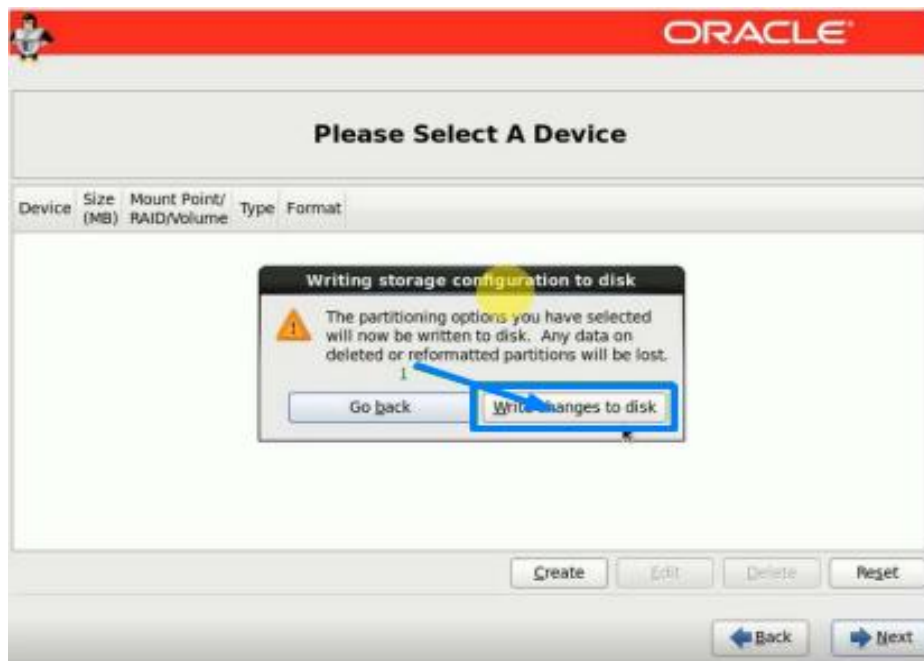 ORACLE
Please Select A Device
Device Size (MB) Mount Point/ RAID/Volume Type Format
Writing storage configuration to disk
The partitioning options you have selected
will now be written to disk. Any data on
deleted or reformatted partitions will be lost.
1
Go back Write changes to disk
Create Edit Delete Reset
Back Next